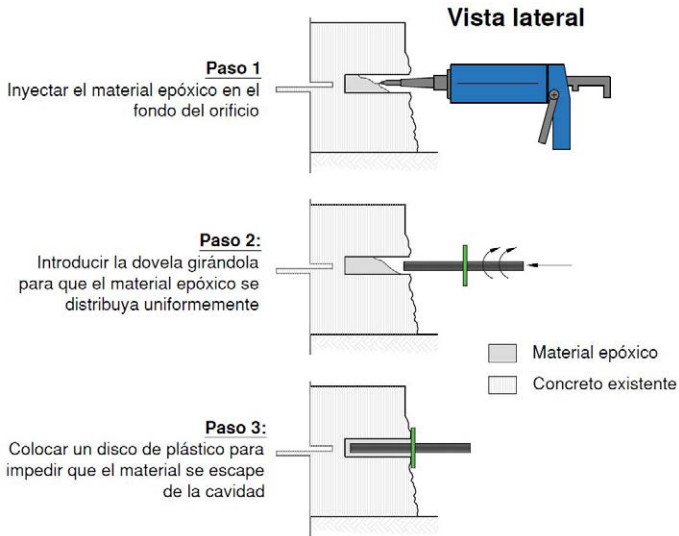 Vista lateral
Paso 1
Inyectar el material epóxico en el
fondo del orificio
Paso 2:
Introducir la dovela girándola
para que el material epóxico se
distribuya uniformemente
Material epóxico
Concreto existente
Paso 3:
Colocar un disco de plástico para
impedir que el material se escape
de la cavidad